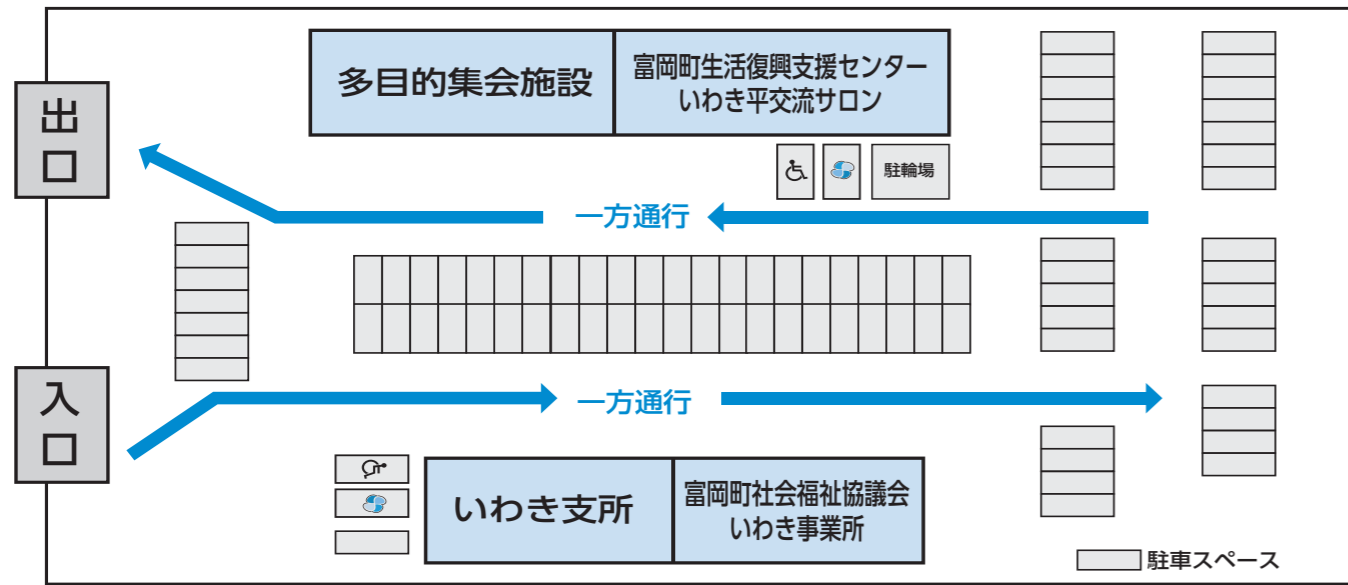 多目的集会施設
富岡町生活復興支援センター
いわき平交流サロン
出口
駐輪場
一方通行
入口
一方通行
いわき支所
富岡町社会福祉協議会
いわき事業所
駐車スペース